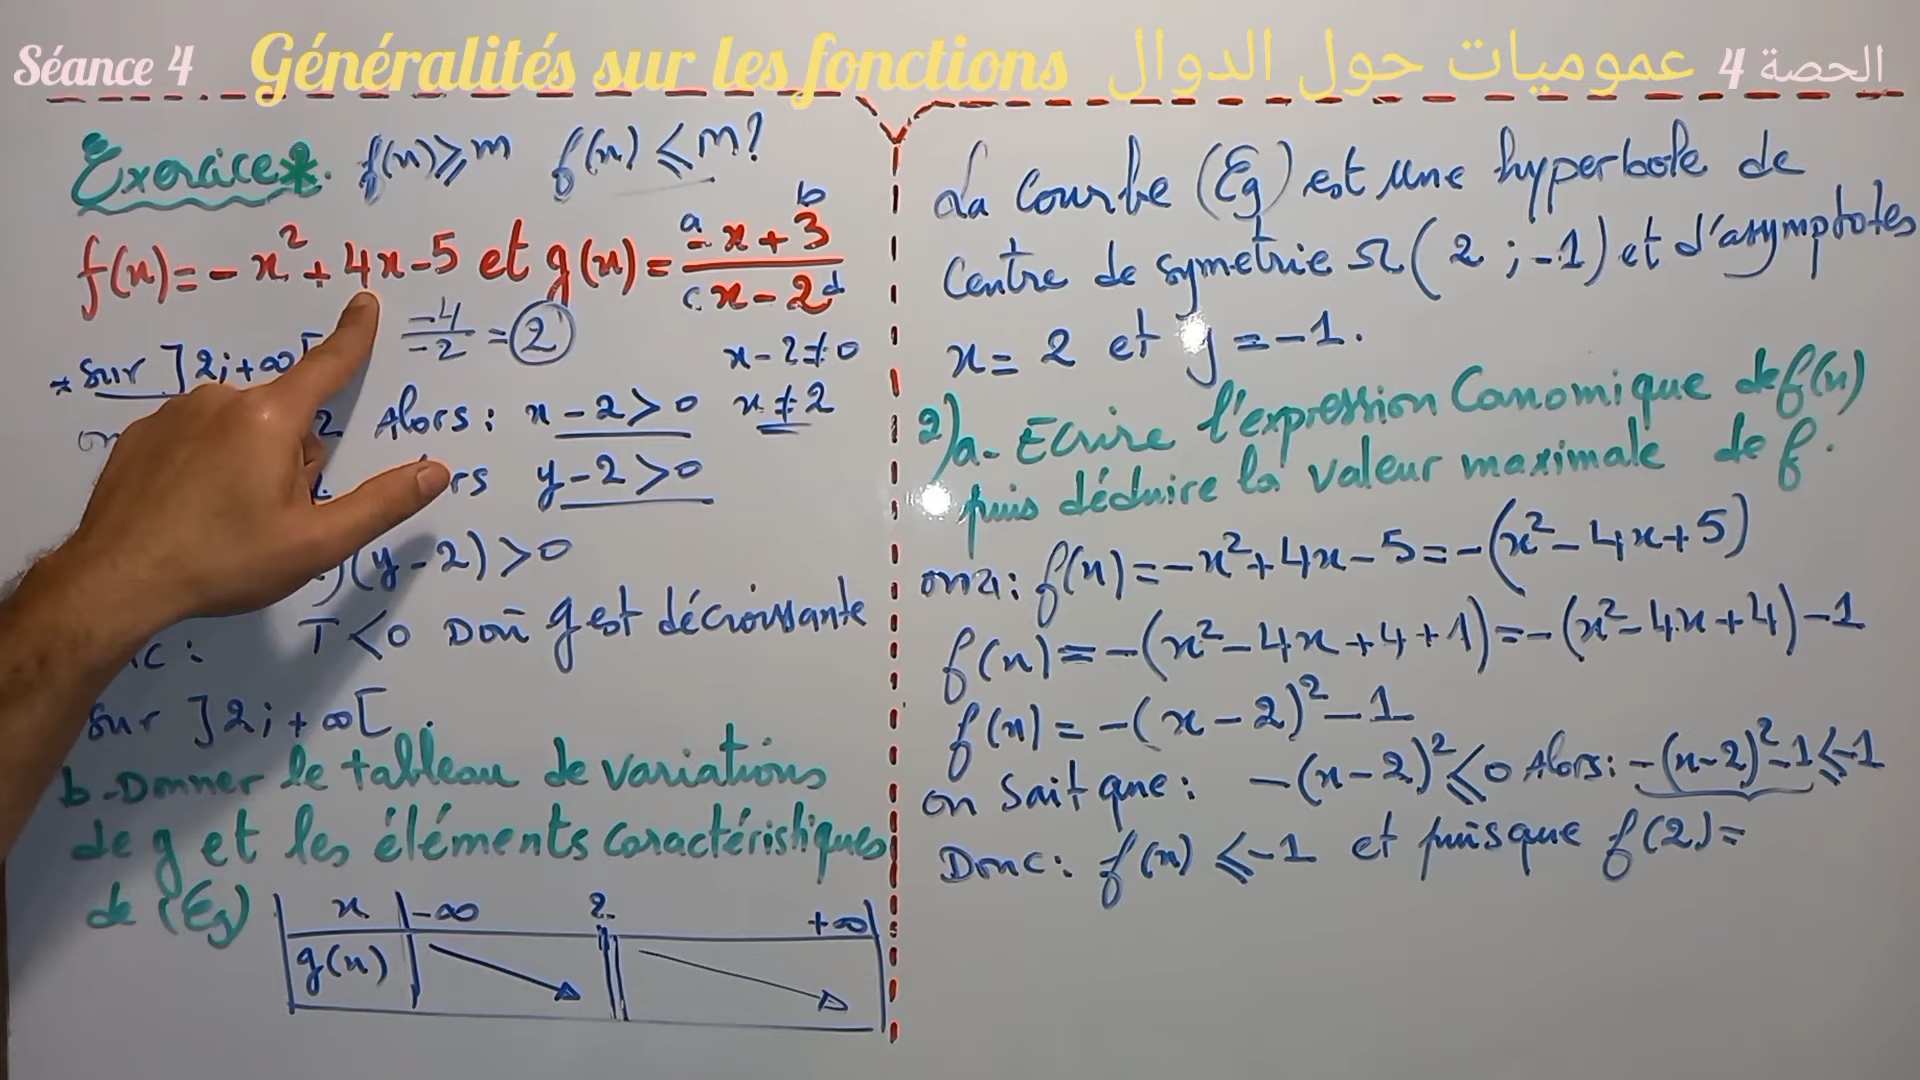 Séance 4 Généralités sur les fonctions عموميات حول الدوال الحصة 4
Exercice*. f(x)≥m f(x)≤m?
f(x)=-x²+4x-5 et g(x)=(-x+3)/(x-2)
a b
c d
* Sur ]2;+∞[ -4/-2 = 2 x-2≠0
2 Alors: x-2>0 x≠2
y-2>0
(y-2)>0
T<0 Donc g est décroissante
sur ]2;+∞[
b-Donner le tableau de variations
de g et les éléments caractéristiques
de (Cg)
x -∞ 2 +∞
g(x)
La courbe (Cg) est une hyperbole de
centre de symetrie Ω(2;-1) et d'asymptotes
x=2 et y=-1.
2)a- Ecrire l'expression Canonique de f(x)
puis déduire la valeur maximale de f.
on a: f(x)=-x²+4x-5=-(x²-4x+5)
f(x)=-(x²-4x+4+1)=-(x²-4x+4)-1
f(x)=-(x-2)²-1
on sait que: -(x-2)²≤0 Alors: -(x-2)²-1≤-1
Donc: f(x)≤-1 et puisque f(2)=